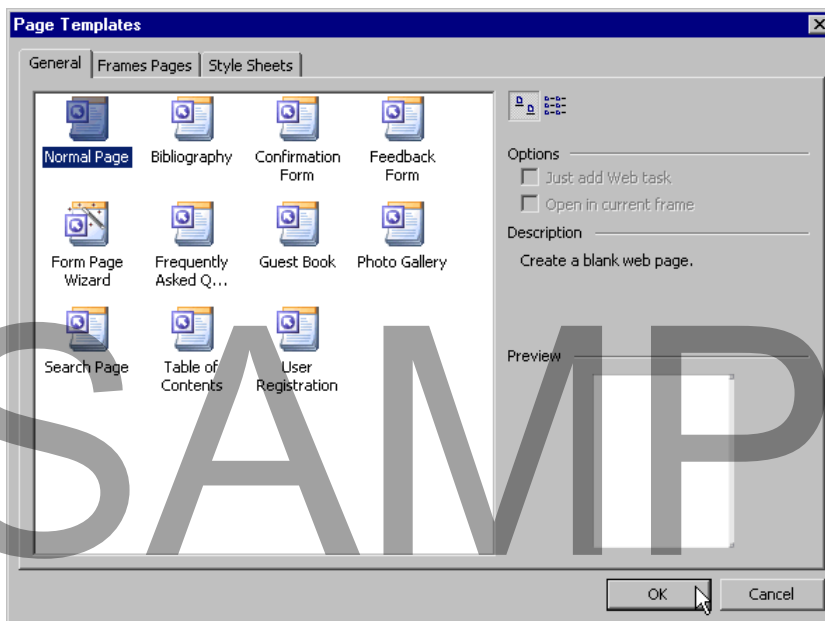 Page Templates
General
Frames Pages
Style Sheets
Normal Page
Bibliography
Confirmation
Form
Feedback
Form
Form Page
Wizard
Frequently
Asked Q...
Guest Book
Photo Gallery
Search Page
Table of
Contents
User
Registration
Options
Just add Web task
Open in current frame
Description
Create a blank web page.
Preview
OK
Cancel
SAMP